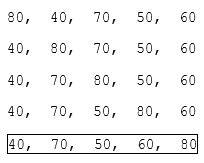 80, 40, 70, 50, 60
40, 80, 70, 50, 60
40, 70, 80, 50, 60
40, 70, 50, 80, 60
40, 70, 50, 60, 80